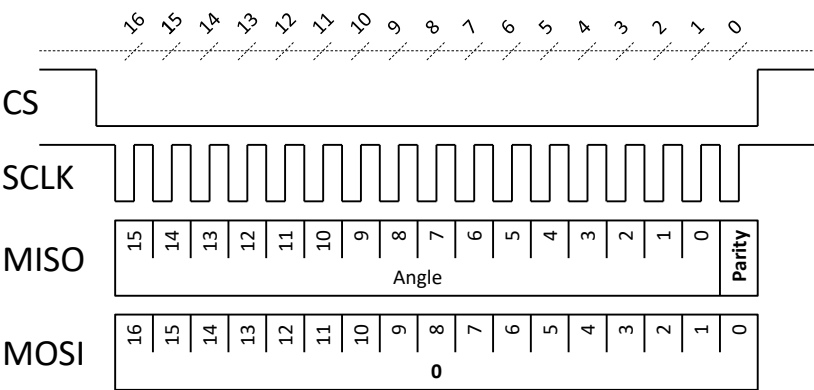 16 15 14 13 12 11 10 9 8 7 6 5 4 3 2 1 0
CS
SCLK
MISO 15 14 13 12 11 10 9 8 7 6 5 4 3 2 1 0 Parity
Angle
MOSI 16 15 14 13 12 11 10 9 8 7 6 5 4 3 2 1 0
0